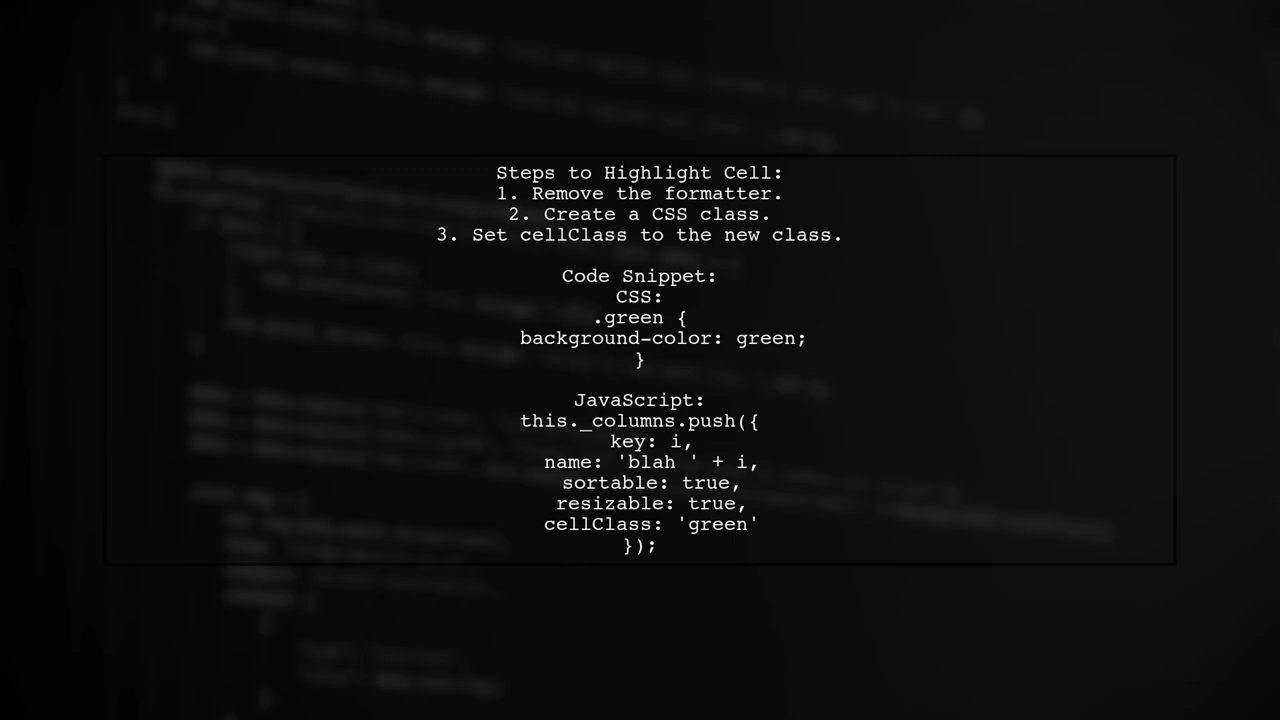 Steps to Highlight Cell:
1. Remove the formatter.
2. Create a CSS class.
3. Set cellClass to the new class.
Code Snippet:
CSS:
.green {
background-color: green;
}
JavaScript:
this._columns.push({
key: i,
name: 'blah ' + i,
sortable: true,
resizable: true,
cellClass: 'green'
});